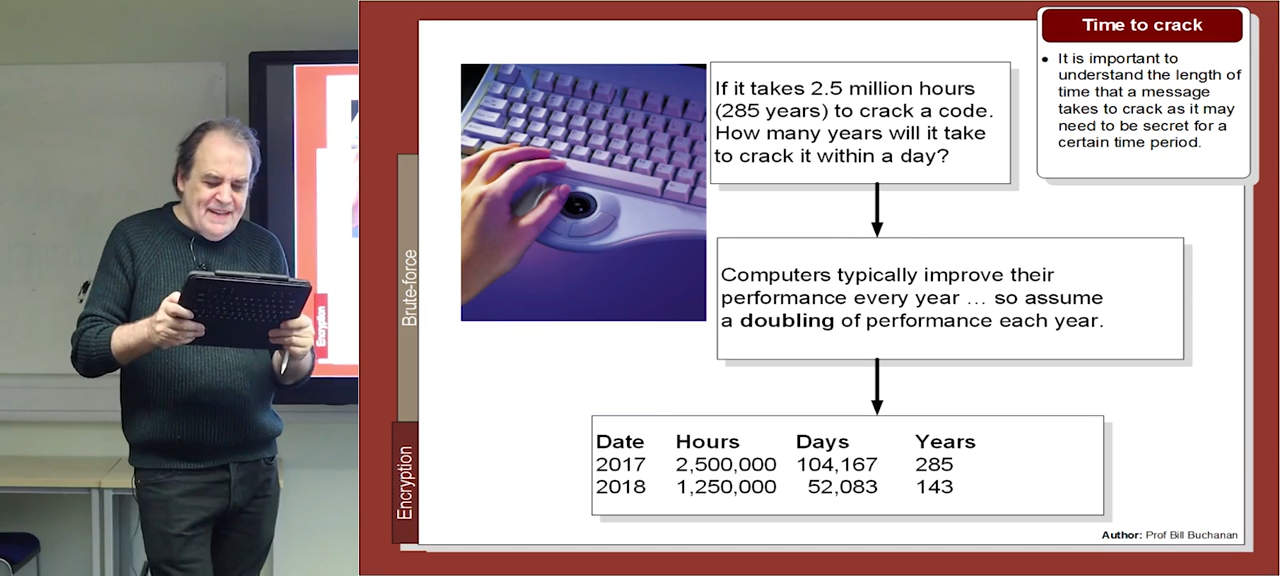 Time to crack
• It is important to
understand the length of
time that a message
takes to crack as it may
need to be secret for a
certain time period.
If it takes 2.5 million hours
(285 years) to crack a code.
How many years will it take
to crack it within a day?
Computers typically improve their
performance every year … so assume
a doubling of performance each year.
Date Hours Days Years
2017 2,500,000 104,167 285
2018 1,250,000 52,083 143
Brute-force
Encryption
Author: Prof Bill Buchanan
Encryption